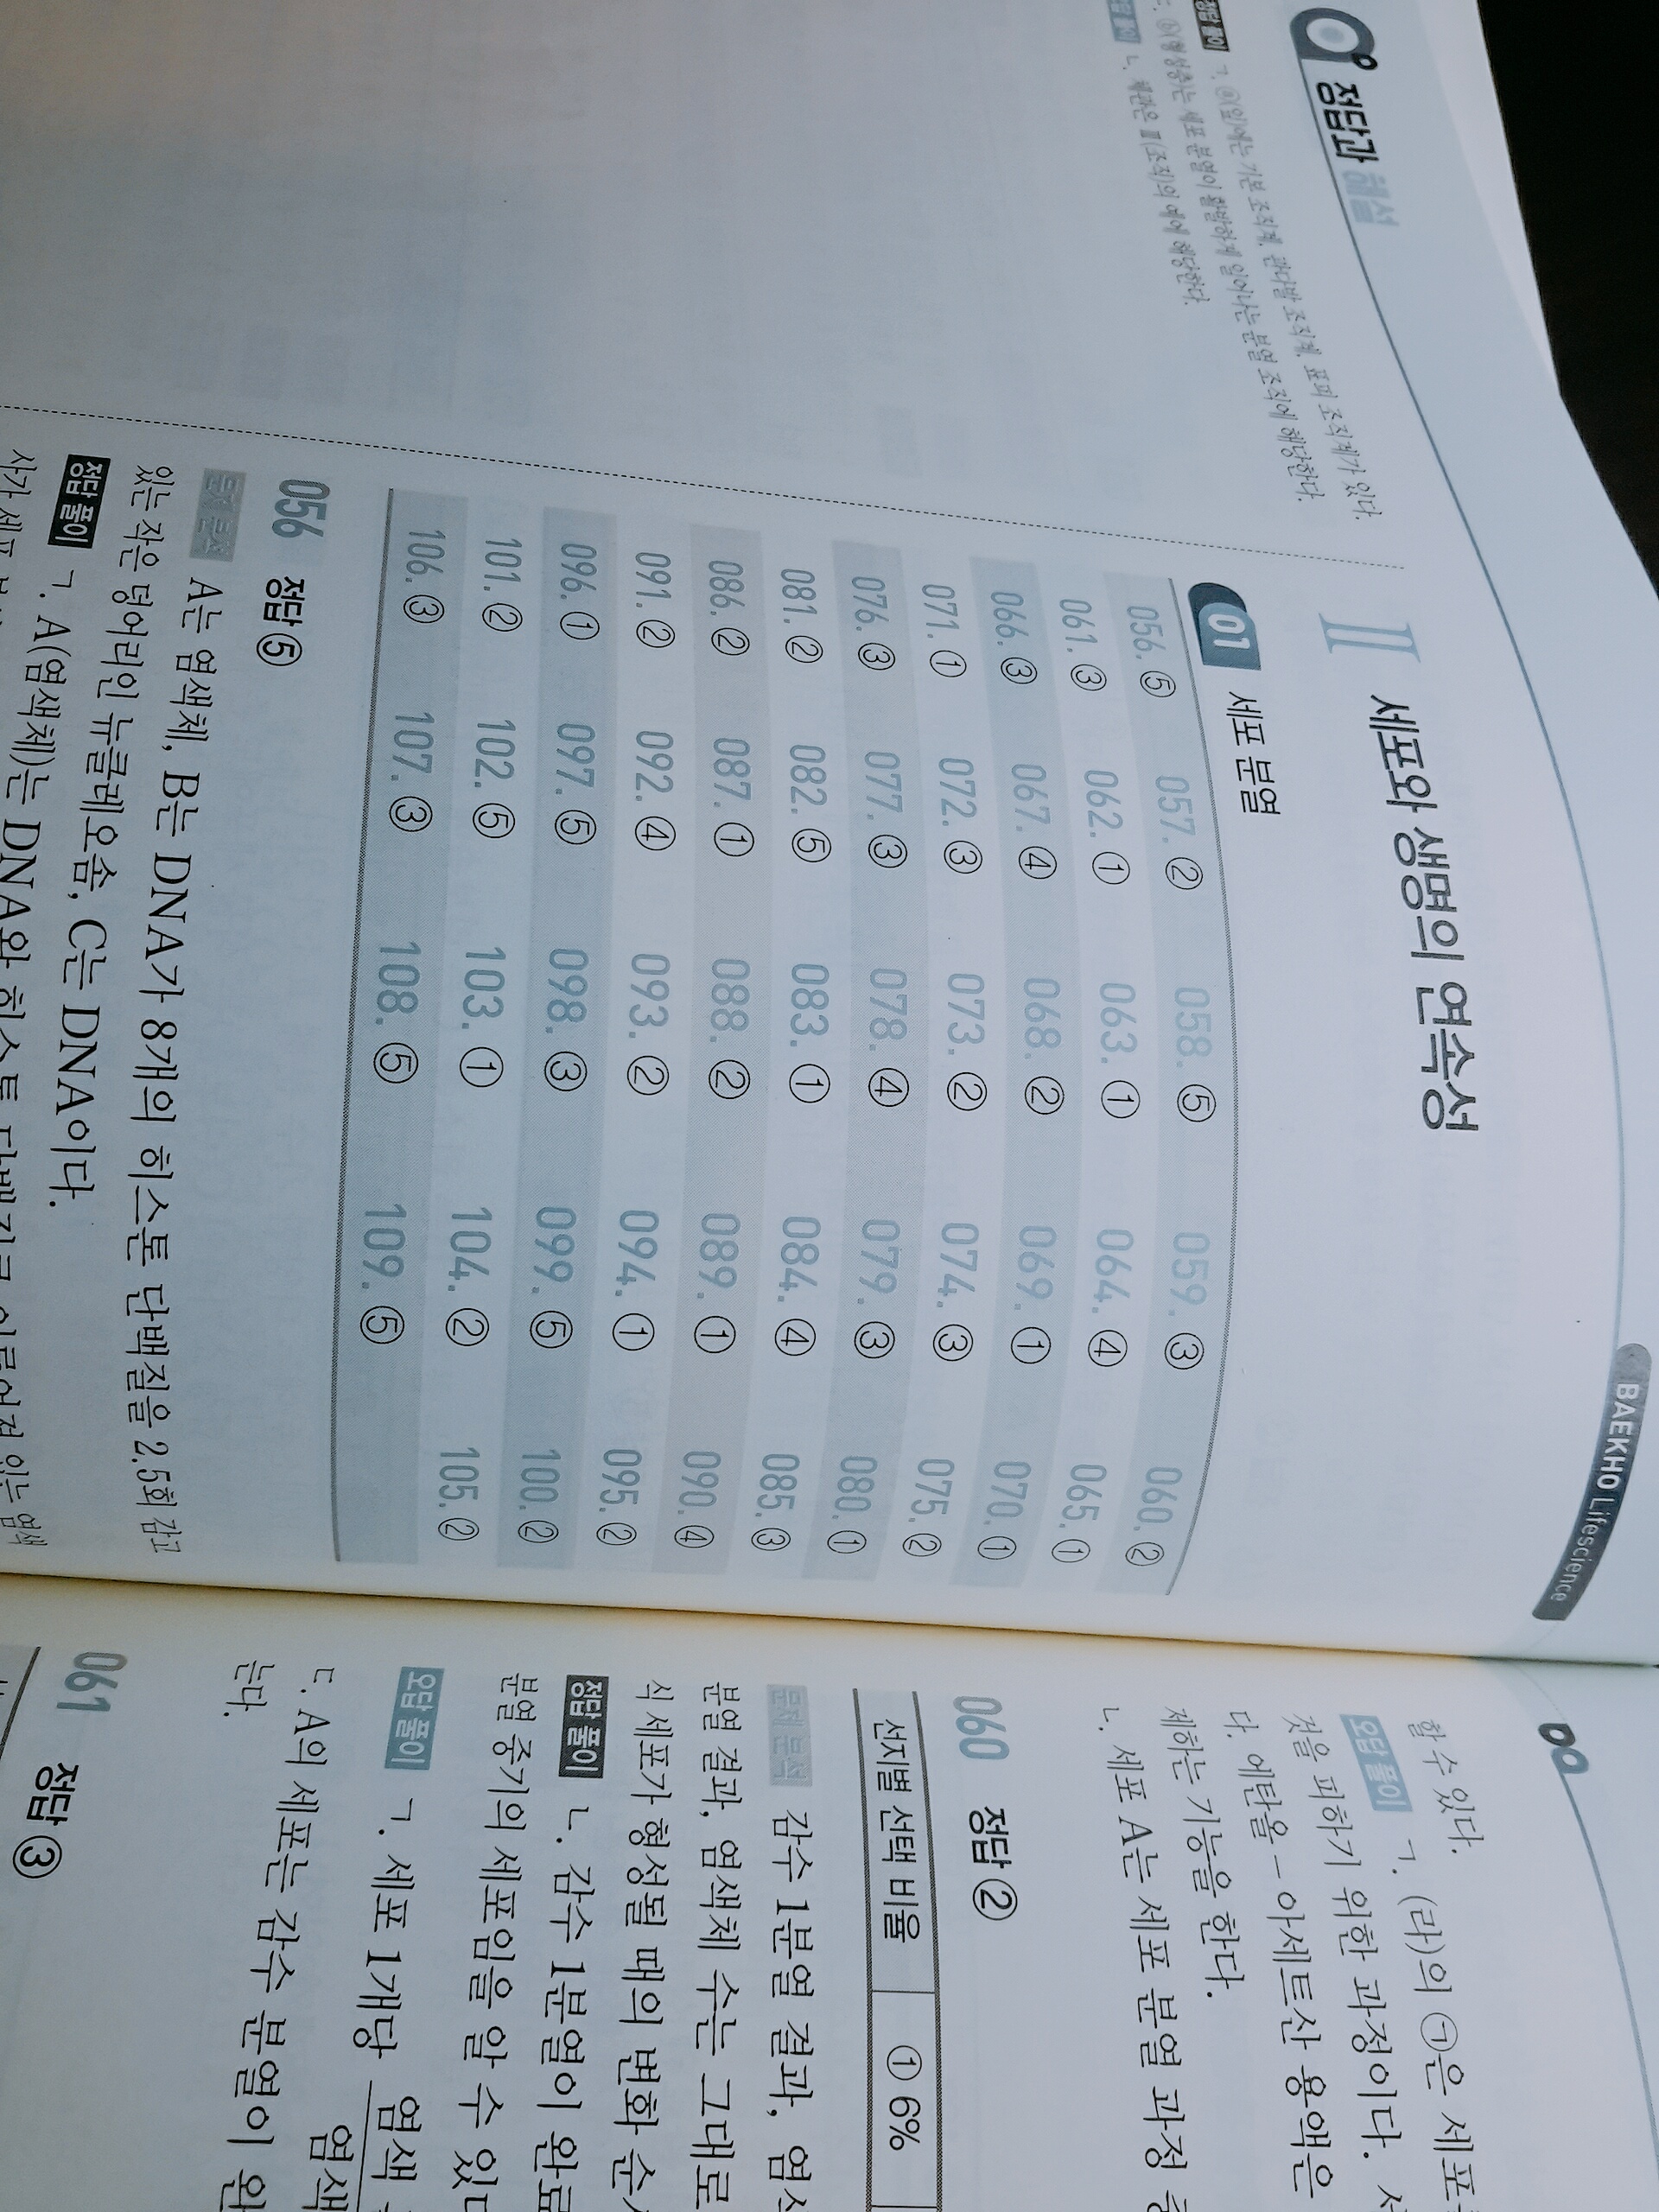 BAEKHO Lifescience
정답과 해설
정답 풀이 ㄱ. ⓐ(잎)에는 기본 조직계, 관다발 조직계, 표피 조직계가 있다.
ㄷ. ⓑ(형성층)는 세포 분열이 활발하게 일어나는 분열 조직에 해당한다.
오답 풀이 ㄴ. 체관은 Ⅱ(조직)의 예에 해당한다.
Ⅱ 세포와 생명의 연속성
01 세포 분열
056. ⑤ 057. ② 058. ⑤ 059. ③ 060. ②
061. ③ 062. ① 063. ① 064. ④ 065. ①
066. ③ 067. ④ 068. ② 069. ① 070. ①
071. ① 072. ③ 073. ② 074. ③ 075. ②
076. ③ 077. ③ 078. ④ 079. ③ 080. ①
081. ② 082. ⑤ 083. ① 084. ④ 085. ③
086. ② 087. ① 088. ② 089. ① 090. ④
091. ② 092. ④ 093. ② 094. ① 095. ②
096. ① 097. ⑤ 098. ③ 099. ⑤ 100. ②
101. ② 102. ⑤ 103. ① 104. ② 105. ②
106. ③ 107. ③ 108. ⑤ 109. ⑤
056 정답 ⑤
문제 분석 A는 염색체, B는 DNA가 8개의 히스톤 단백질을 2.5회 감고
있는 작은 덩어리인 뉴클레오솜, C는 DNA이다.
정답 풀이 ㄱ. A(염색체)는 DNA와 히스톤 단백질로 이루어져 있는 염색
사가 세포
할 수 있다.
오답 풀이 ㄱ. (라)의 ㉠은 세포
것을 피하기 위한 과정이다.
다. 에탄올 - 아세트산 용액은
제하는 기능을 한다.
ㄴ. 세포 A는 세포 분열 과정
060 정답 ②
선지별 선택 비율 ① 6%
문제 분석 감수 1분열 결과, 염색
분열 결과, 염색체 수는 그대로
식 세포가 형성될 때의 변화 순
정답 풀이 ㄴ. 감수 1분열이 완료
분열 중기의 세포임을 알 수 있
오답 풀이 ㄱ. 세포 1개당 염색
염색
ㄷ. A의 세포는 감수 분열이 완
는다.
061 정답 ③